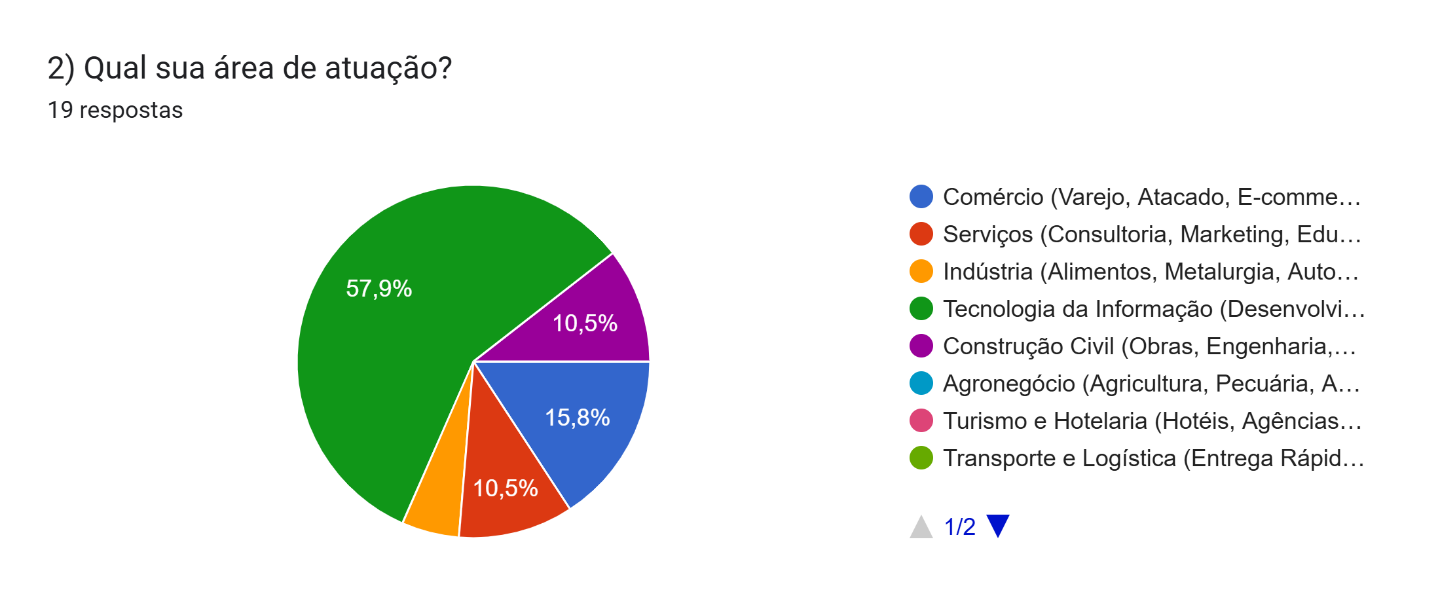 2) Qual sua área de atuação?
19 respostas
57,9%
10,5%
15,8%
10,5%
Comércio (Varejo, Atacado, E-comme…
Serviços (Consultoria, Marketing, Edu…
Indústria (Alimentos, Metalurgia, Auto…
Tecnologia da Informação (Desenvolvi…
Construção Civil (Obras, Engenharia,…
Agronegócio (Agricultura, Pecuária, A…
Turismo e Hotelaria (Hotéis, Agências…
Transporte e Logística (Entrega Rápid…
1/2